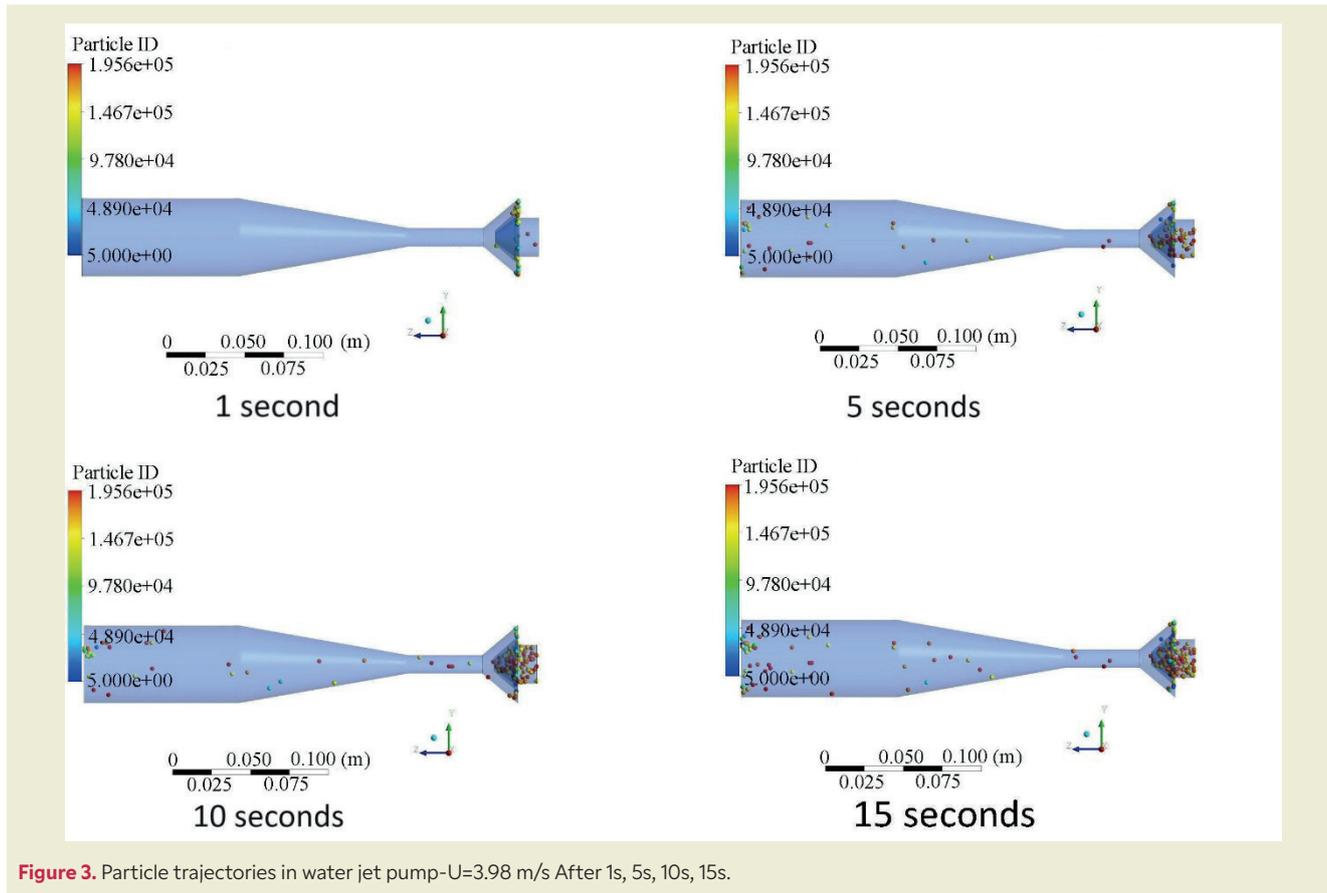 Particle ID
1.956e+05
1.467e+05
9.780e+04
4.890e+04
5.000e+00
Y
Z
0 0.050 0.100 (m)
0.025 0.075
1 second
Particle ID
1.956e+05
1.467e+05
9.780e+04
4.890e+04
5.000e+00
Y
Z
0 0.050 0.100 (m)
0.025 0.075
5 seconds
Particle ID
1.956e+05
1.467e+05
9.780e+04
4.890e+04
5.000e+00
Y
Z
0 0.050 0.100 (m)
0.025 0.075
10 seconds
Particle ID
1.956e+05
1.467e+05
9.780e+04
4.890e+04
5.000e+00
Y
Z
0 0.050 0.100 (m)
0.025 0.075
15 seconds
Figure 3. Particle trajectories in water jet pump-U=3.98 m/s After 1s, 5s, 10s, 15s.